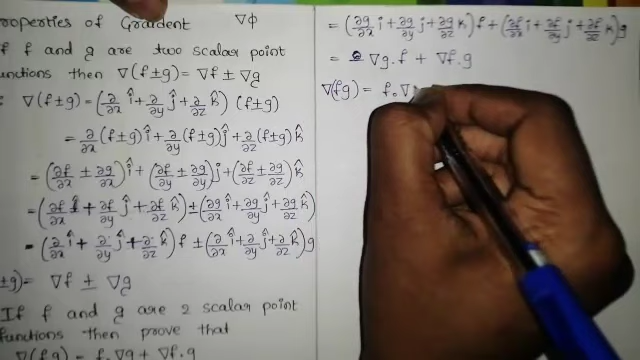 roperties of Gradient ∇ϕ
f f and g are two scalar point
unctions then ∇(f±g)= ∇f ± ∇g
: ∇(f±g)=(∂/∂x î+∂/∂y ĵ+∂/∂z k̂) (f±g)
= ∂/∂x(f±g)î+∂/∂y(f±g)ĵ+∂/∂z(f±g)k̂
=(∂f/∂x ± ∂g/∂x)î+(∂f/∂y ± ∂g/∂y)j+(∂f/∂z ± ∂g/∂z)k̂
=(∂f/∂x î + ∂f/∂y ĵ + ∂f/∂z k̂)±(∂g/∂x î+∂g/∂y ĵ+∂g/∂z k̂)
=(∂/∂x î + ∂/∂y ĵ + ∂/∂z k̂) f ±(∂/∂x î+∂/∂y ĵ+∂/∂z k̂)g
±g)= ∇f ± ∇g
If f and g are 2 scalar point
functions then prove that
∇(fg) = f.∇g + ∇f.g
=(∂g/∂x i+∂g/∂y j+∂g/∂z k)f+(∂f/∂x i+∂f/∂y j+∂f/∂z k)g
= ∇g.f + ∇f.g
∇(fg)= f.∇